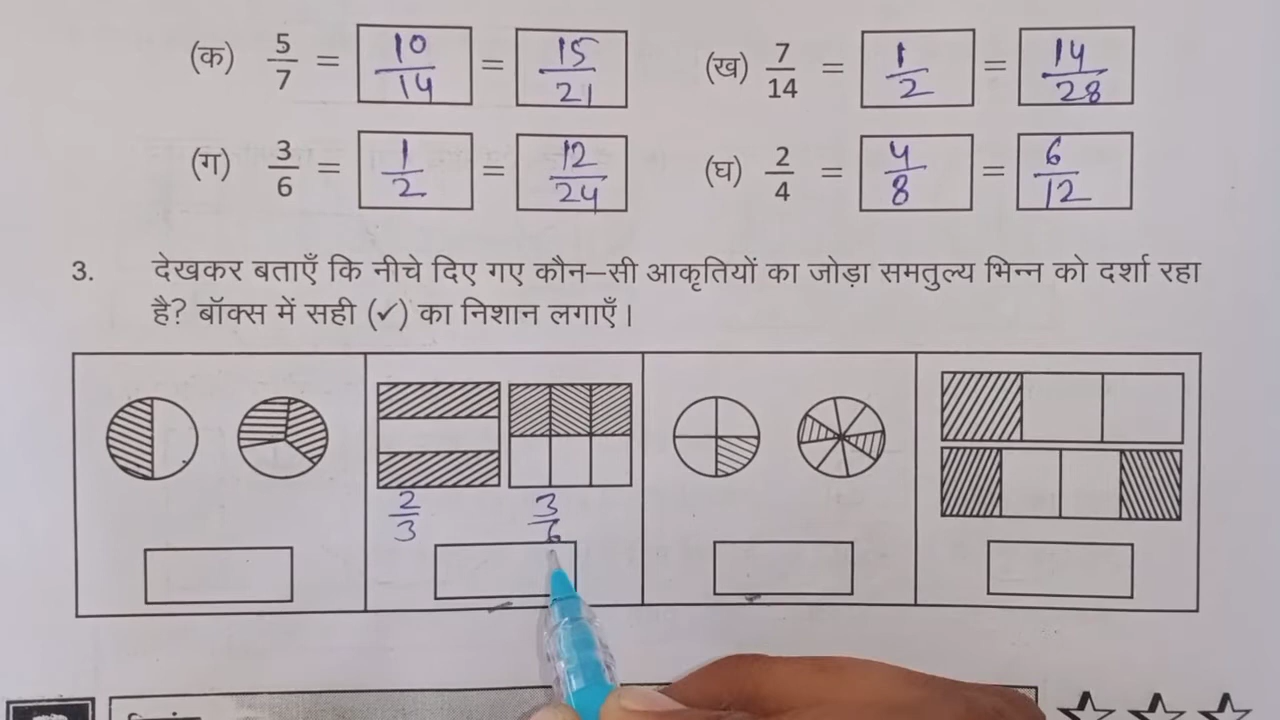 (क) 5/7 = 10/14 = 15/21 (ख) 7/14 = 1/2 = 14/28
(ग) 3/6 = 1/2 = 12/24 (घ) 2/4 = 4/8 = 6/12
3. देखकर बताएँ कि नीचे दिए गए कौन–सी आकृतियों का जोड़ा समतुल्य भिन्न को दर्शा रहा
है? बॉक्स में सही (✓) का निशान लगाएँ।
2/3 3/6